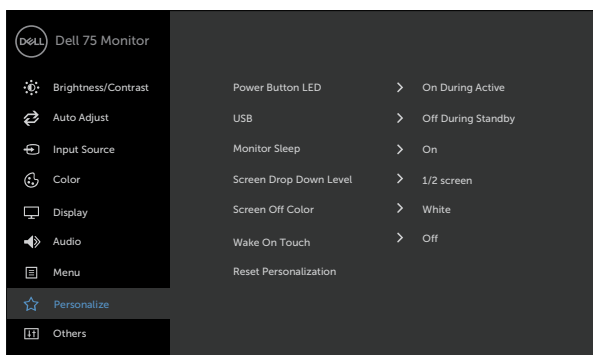 DELL Dell 75 Monitor
Brightness/Contrast
Auto Adjust
Input Source
Color
Display
Audio
Menu
Personalize
Others
Power Button LED > On During Active
USB > Off During Standby
Monitor Sleep > On
Screen Drop Down Level > 1/2 screen
Screen Off Color > White
Wake On Touch > Off
Reset Personalization